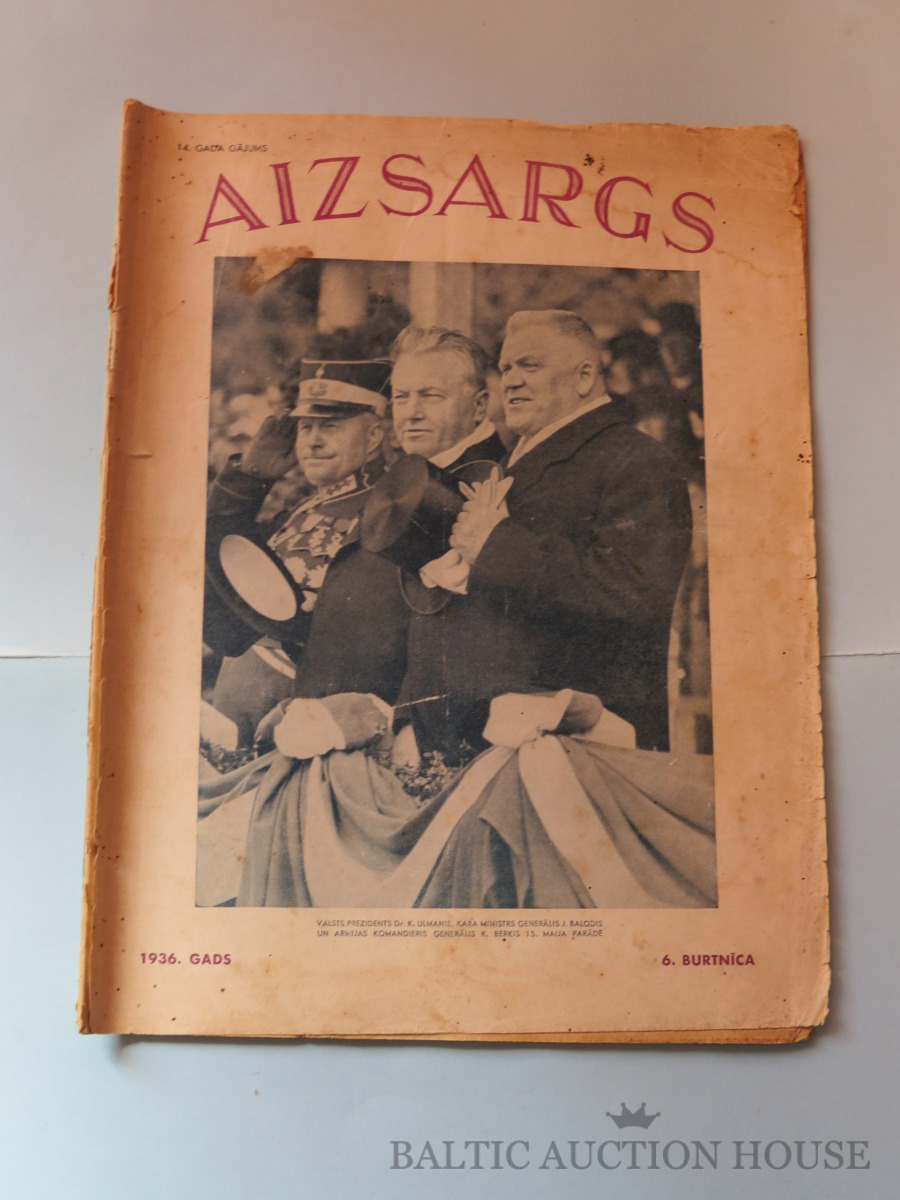 14. GADA GĀJUMS
AIZSARGS
VALSTS PREZIDENTS Dr. K. ULMANIS, KARA MINISTRS ĢENERĀLIS J. BALODIS
UN ARMIJAS KOMANDIERIS ĢENERĀLIS K. BERĶIS 15. MAIJA PARĀDĒ
1936. GADS
6. BURTNĪCA
BALTIC AUCTION HOUSE